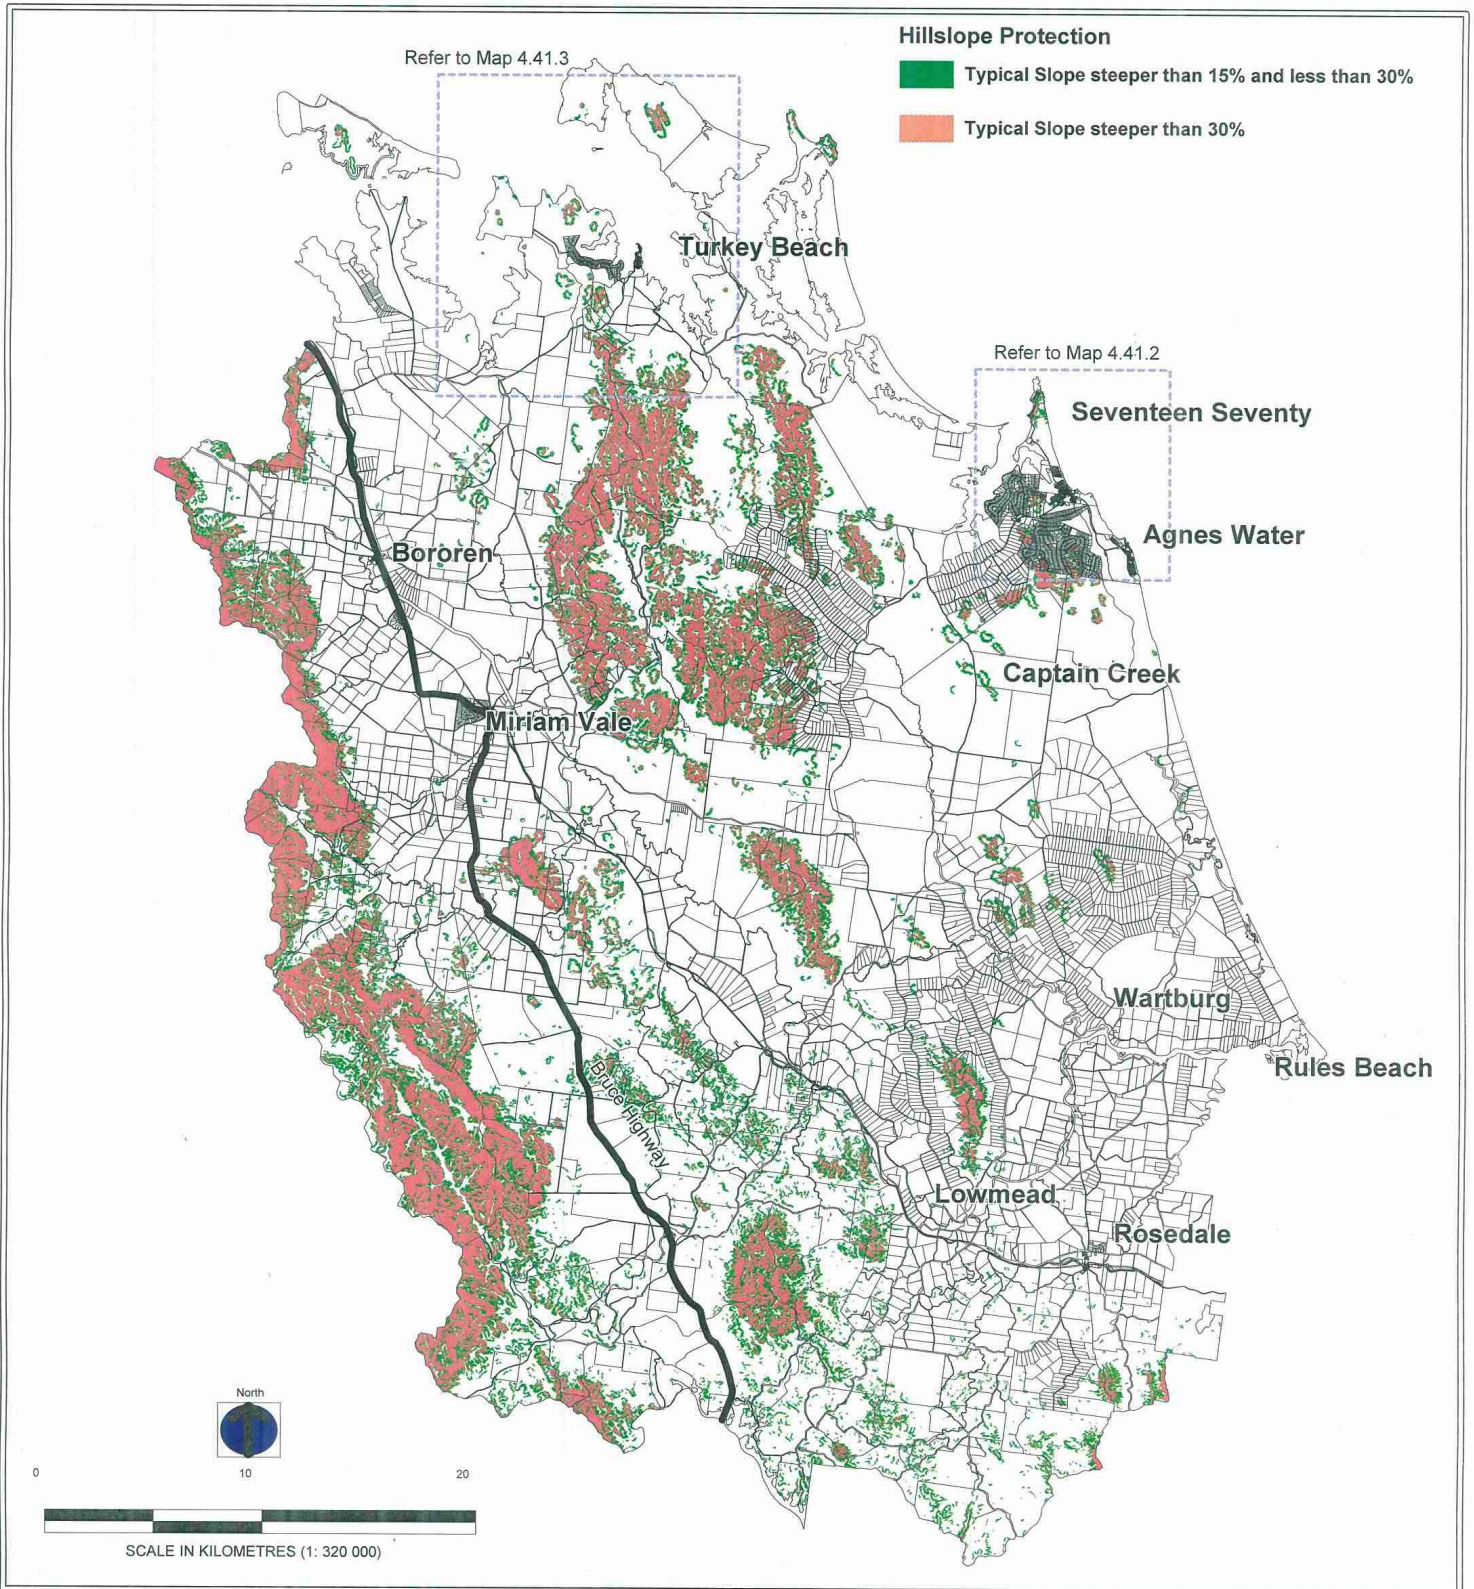 Hillslope Protection
Refer to Map 4.41.3
Typical Slope steeper than 15% and less than 30%
Typical Slope steeper than 30%
Turkey Beach
Refer to Map 4.41.2
Seventeen Seventy
Agnes Water
Bororen
Captain Creek
Miriam Vale
Wartburg
Rules Beach
Bruce Highway
Lowmead
Rosedale
North
0 10 20
SCALE IN KILOMETRES (1: 320 000)